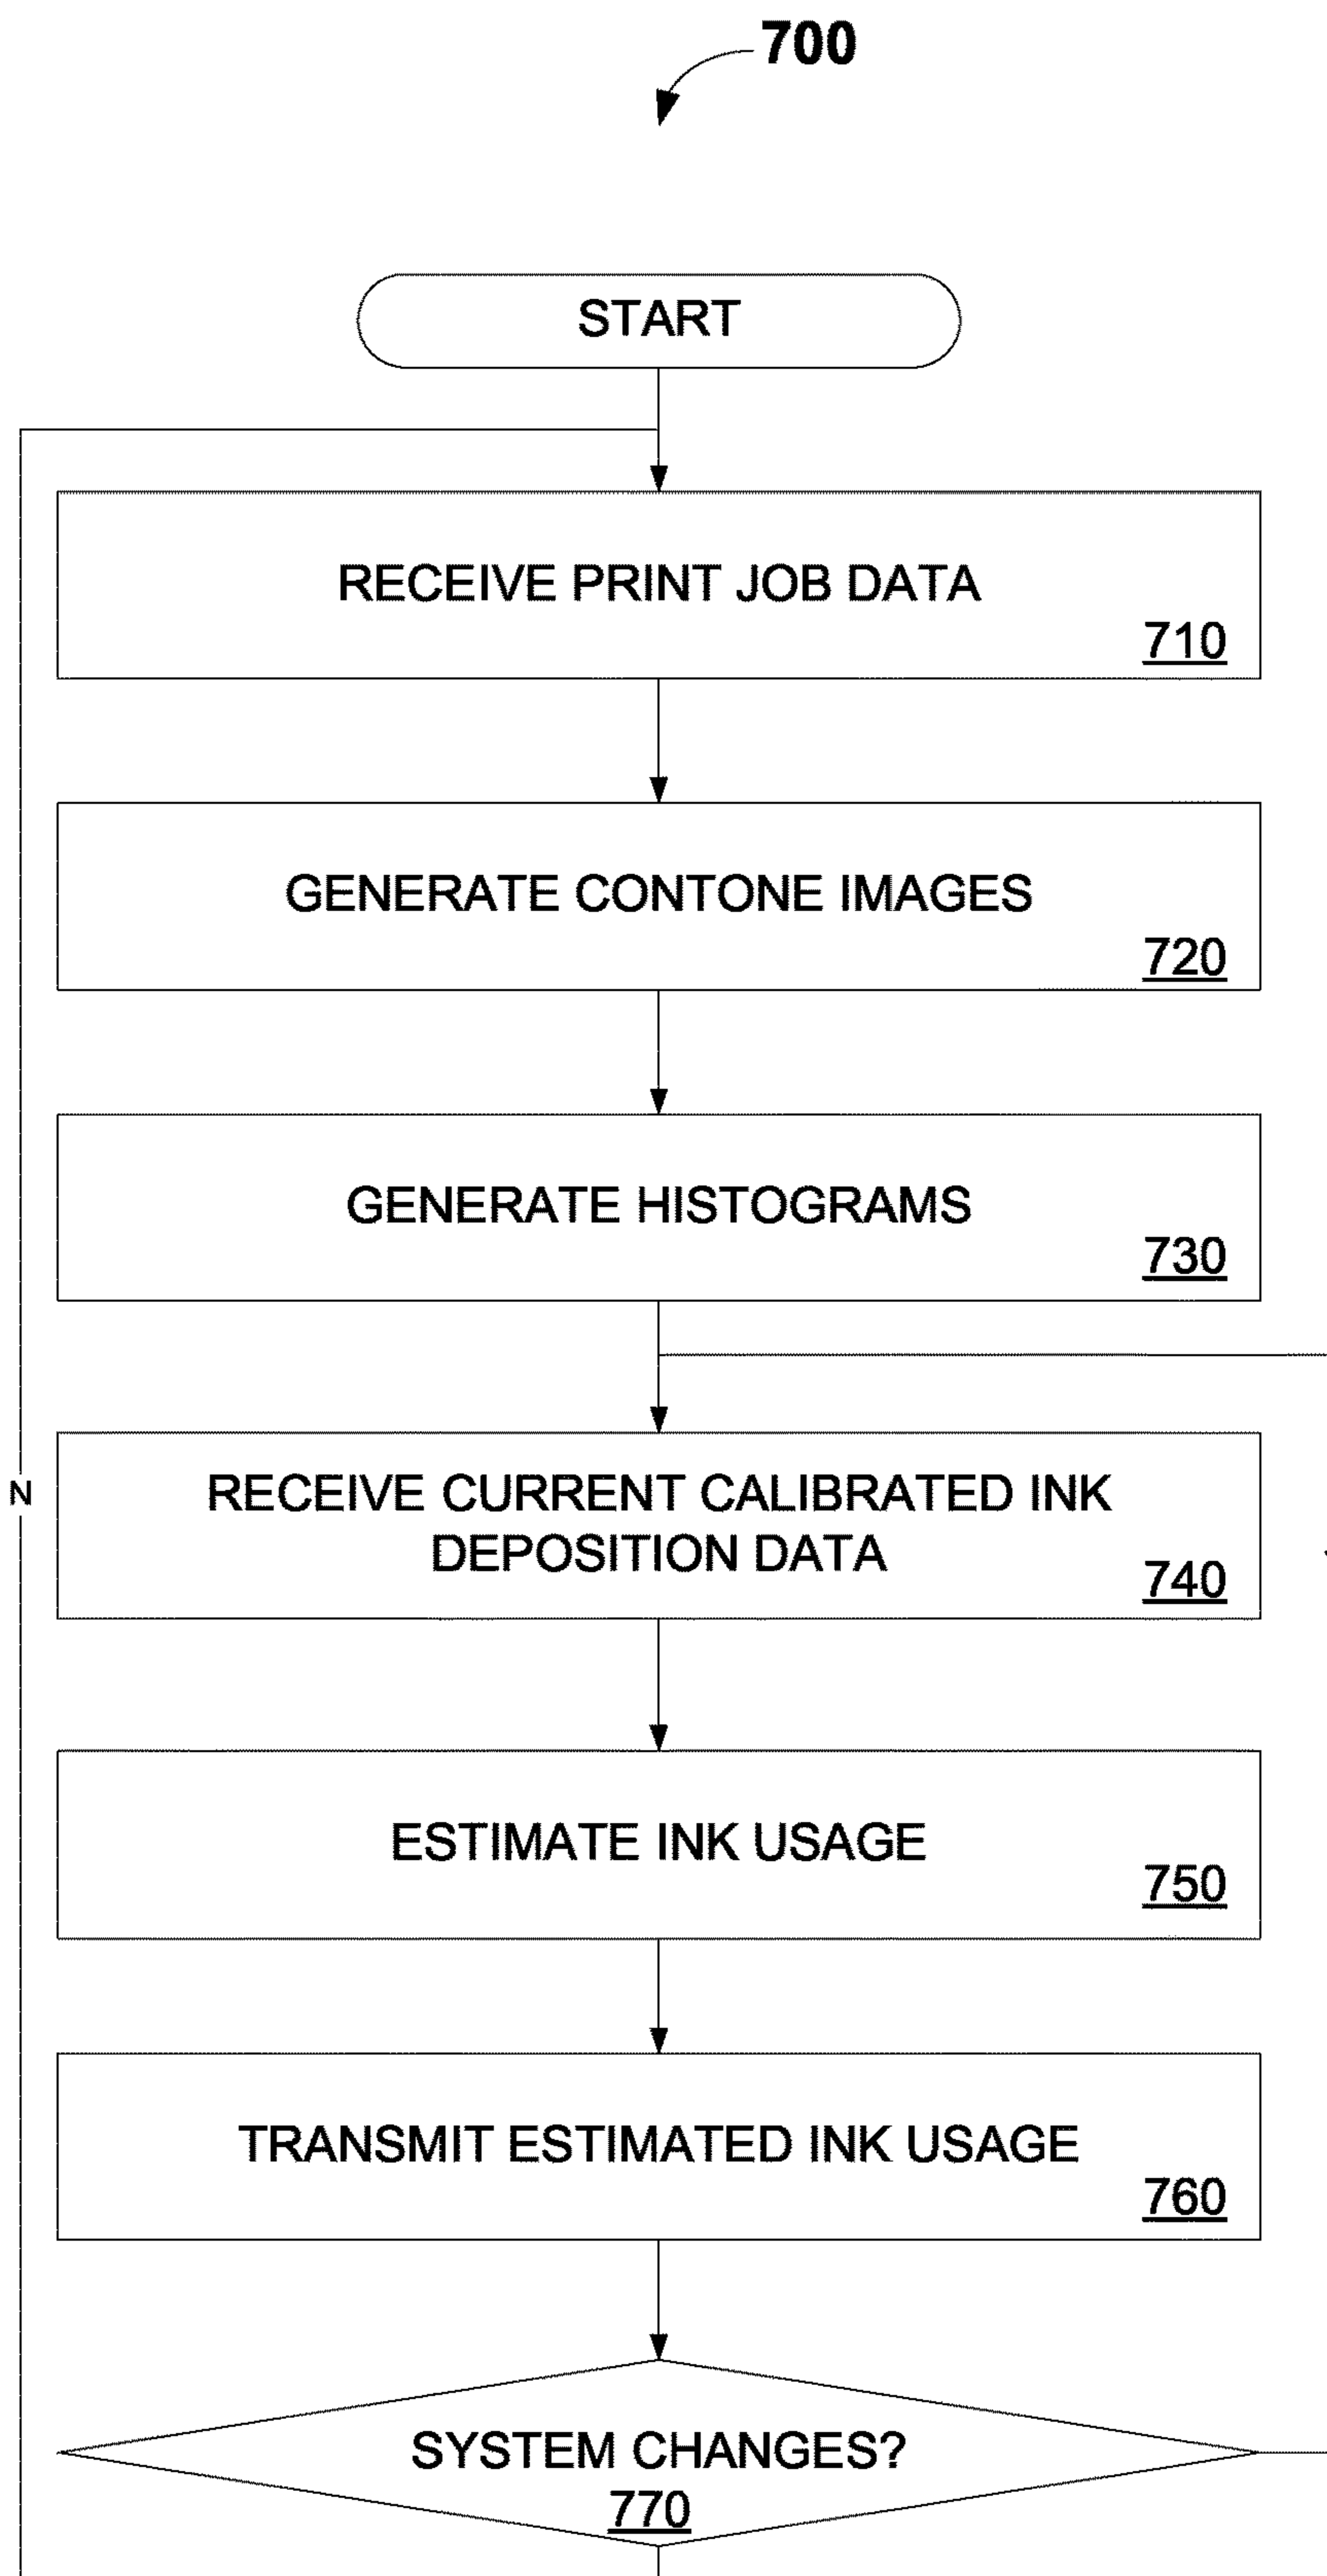 700
START
RECEIVE PRINT JOB DATA
710
GENERATE CONTONE IMAGES
720
GENERATE HISTOGRAMS
730
N
RECEIVE CURRENT CALIBRATED INK
DEPOSITION DATA
740
ESTIMATE INK USAGE
750
TRANSMIT ESTIMATED INK USAGE
760
SYSTEM CHANGES?
770